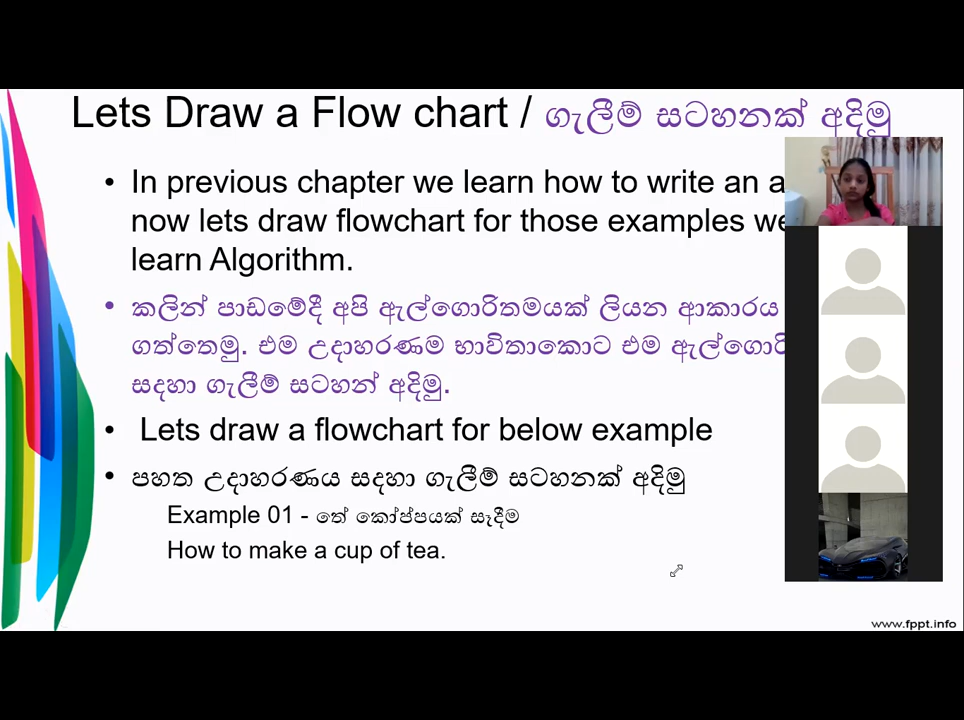 Lets Draw a Flow chart / ගැලීම් සටහනක් අදිමු
• In previous chapter we learn how to write an a
now lets draw flowchart for those examples we
learn Algorithm.
• කලින් පාඩමේදී අපි ඇල්ගොරිතමයක් ලියන ආකාරය
ගත්තෙමු. එම උදාහරණම භාවිතාකොට එම ඇල්ගොරි
සදහා ගැලීම් සටහන් අදිමු.
• Lets draw a flowchart for below example
• පහත උදාහරණය සදහා ගැලීම් සටහනක් අදිමු
Example 01 - තේ කෝප්පයක් සෑදීම
How to make a cup of tea.
www.fppt.info